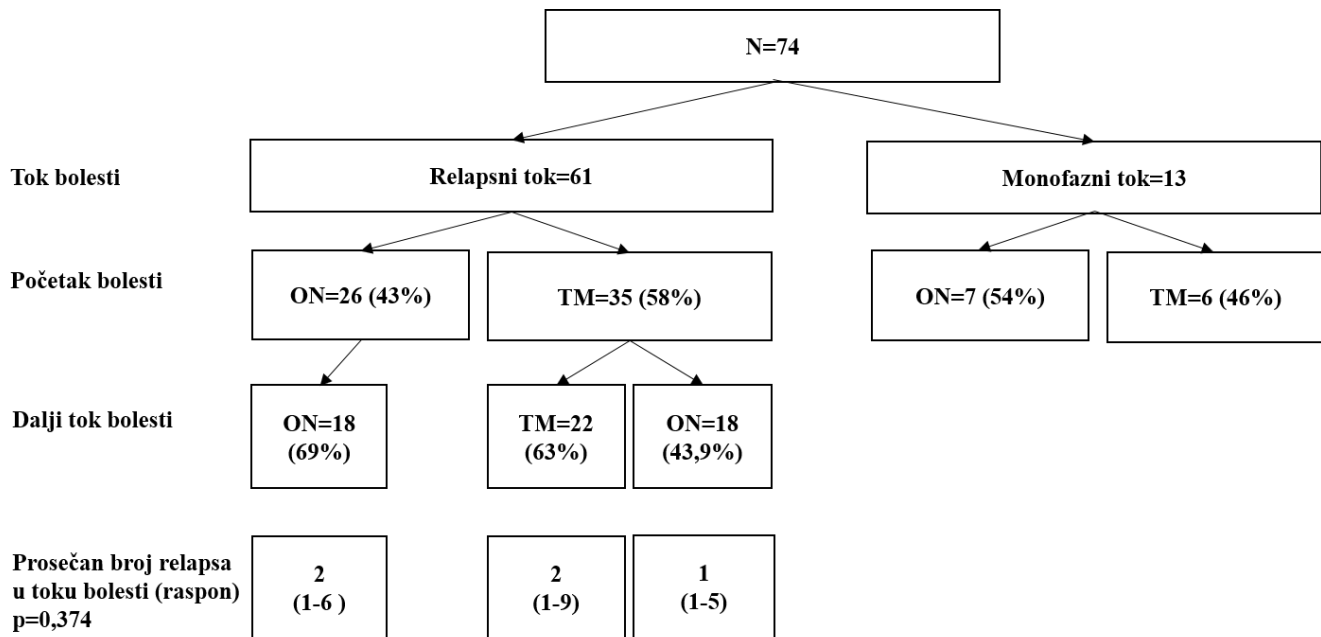 N=74
Tok bolesti
Relapsni tok=61
Monofazni tok=13
Početak bolesti
ON=26 (43%)
TM=35 (58%)
ON=7 (54%)
TM=6 (46%)
Dalji tok bolesti
ON=18
(69%)
TM=22
(63%)
ON=18
(43,9%)
Prosečan broj relapsa
u toku bolesti (raspon)
p=0,374
2
(1-6 )
2
(1-9)
1
(1-5)